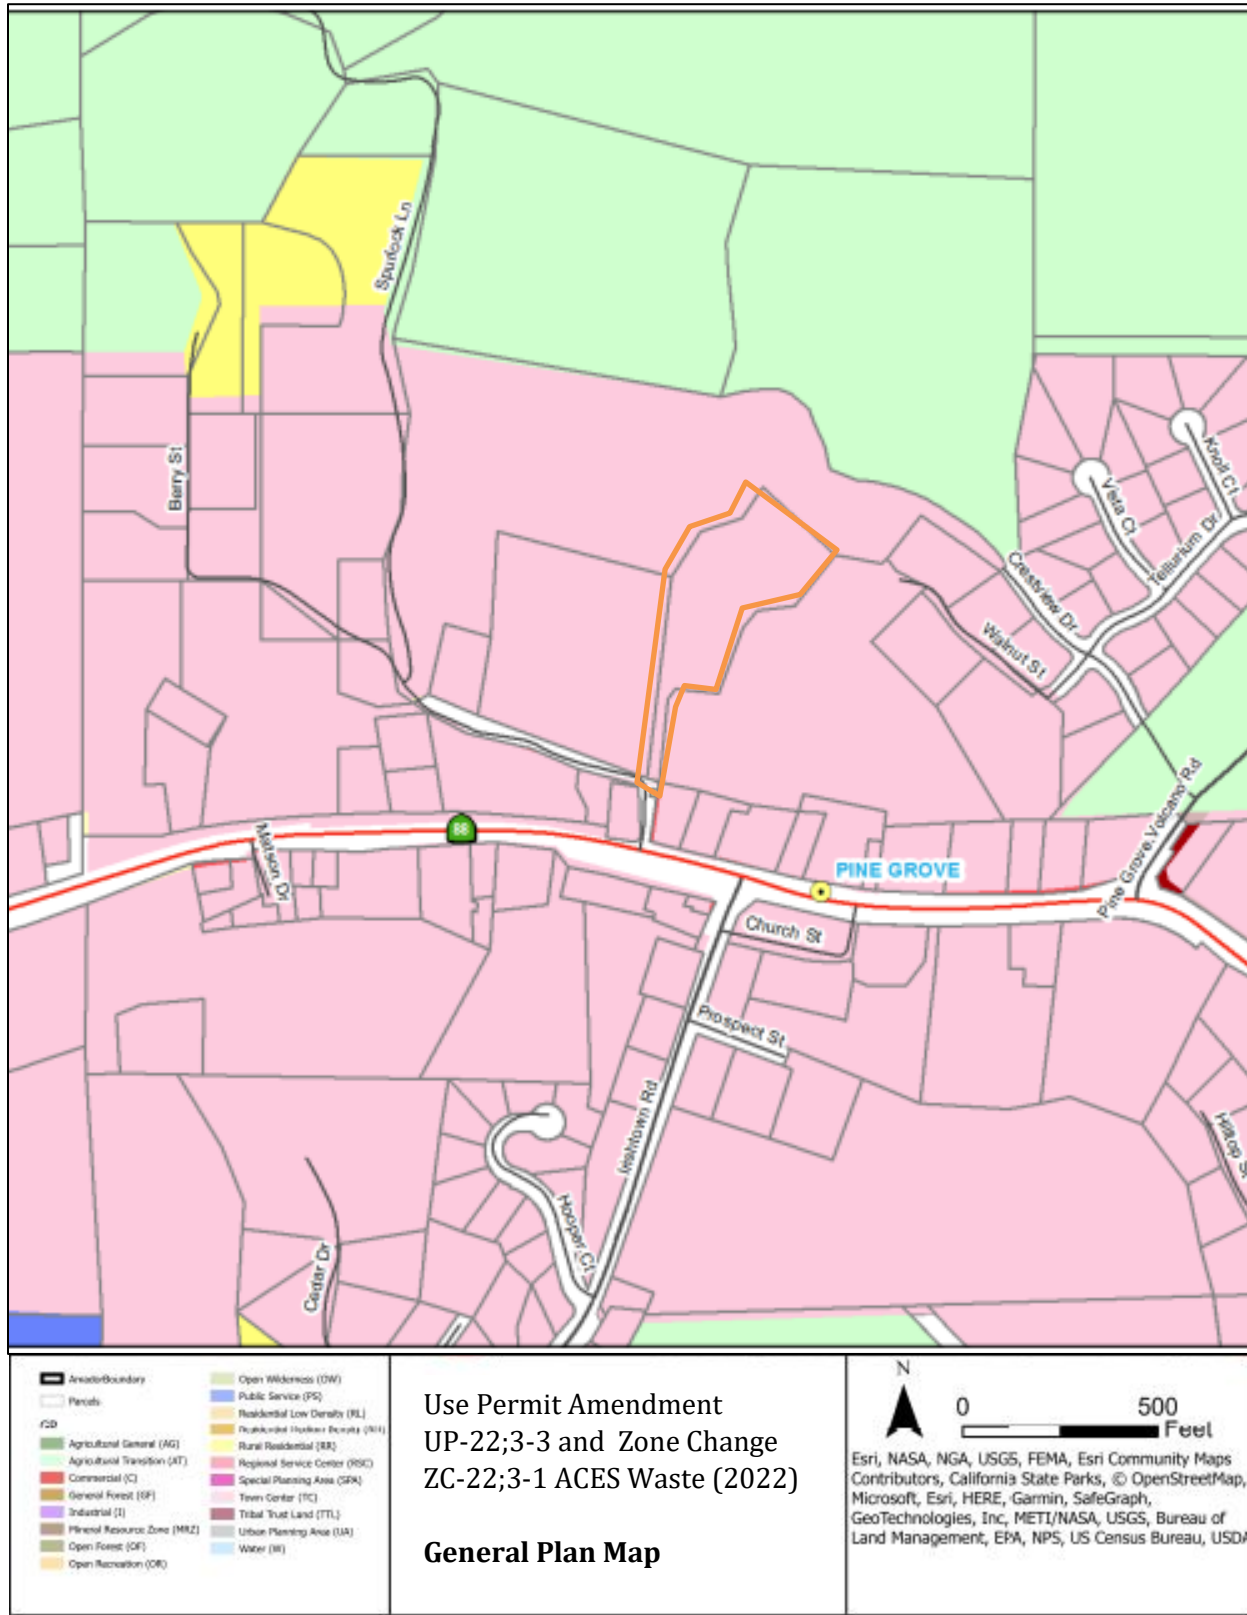 Spurlock Ln
Berry St
Knoll Ct
Vista Ct
Tellurium Dr
Crestview Dr
Walnut St
Pine Grove Volcano Rd
88
Matson Dr
PINE GROVE
Church St
Prospect St
Irishtown Rd
Hilltop S
Hooper Ct
Cedar Dr
AmadorBoundary
Parcels
Agricultural General (AG)
Agricultural Transition (AT)
Commercial (C)
General Forest (GF)
Industrial (I)
Mineral Resource Zone (MRZ)
Open Forest (OF)
Open Recreation (OR)
Open Wilderness (OW)
Public Service (PS)
Residential Low Density (RL)
Rural Residential (RR)
Regional Service Center (RSC)
Special Planning Area (SPA)
Town Center (TC)
Tribal Trust Land (TTL)
Urban Planning Area (UA)
Water (W)
Use Permit Amendment
UP-22;3-3 and Zone Change
ZC-22;3-1 ACES Waste (2022)
General Plan Map
N
0 500
Feet
Esri, NASA, NGA, USGS, FEMA, Esri Community Maps
Contributors, California State Parks, © OpenStreetMap,
Microsoft, Esri, HERE, Garmin, SafeGraph,
GeoTechnologies, Inc, METI/NASA, USGS, Bureau of
Land Management, EPA, NPS, US Census Bureau, USDA